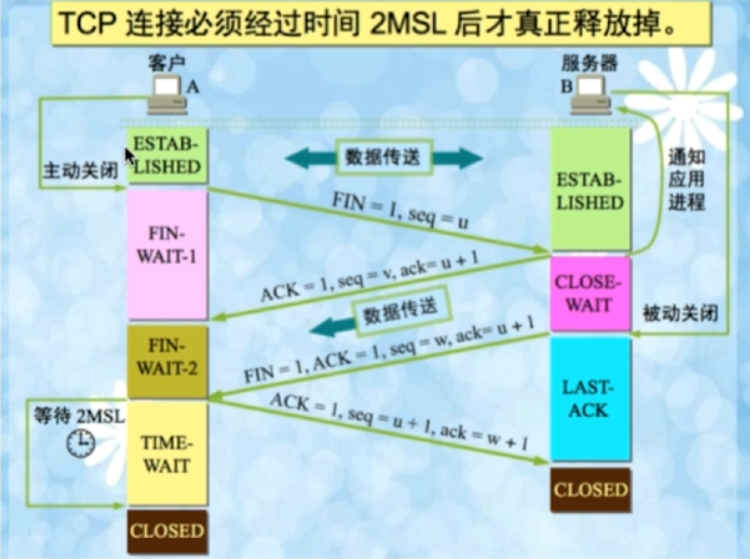 TCP 连接必须经过时间 2MSL 后才真正释放掉。
客户
A
服务器
B
主动关闭
ESTAB-
LISHED
数据传送
ESTAB-
LISHED
通知
应用
进程
FIN = 1, seq = u
FIN-
WAIT-1
ACK = 1, seq = v, ack= u + 1
CLOSE-
WAIT
数据传送
被动关闭
FIN-
WAIT-2
FIN = 1, ACK = 1, seq = w, ack= u + 1
LAST-
ACK
等待 2MSL
ACK = 1, seq = u + 1, ack = w + 1
TIME-
WAIT
CLOSED
CLOSED